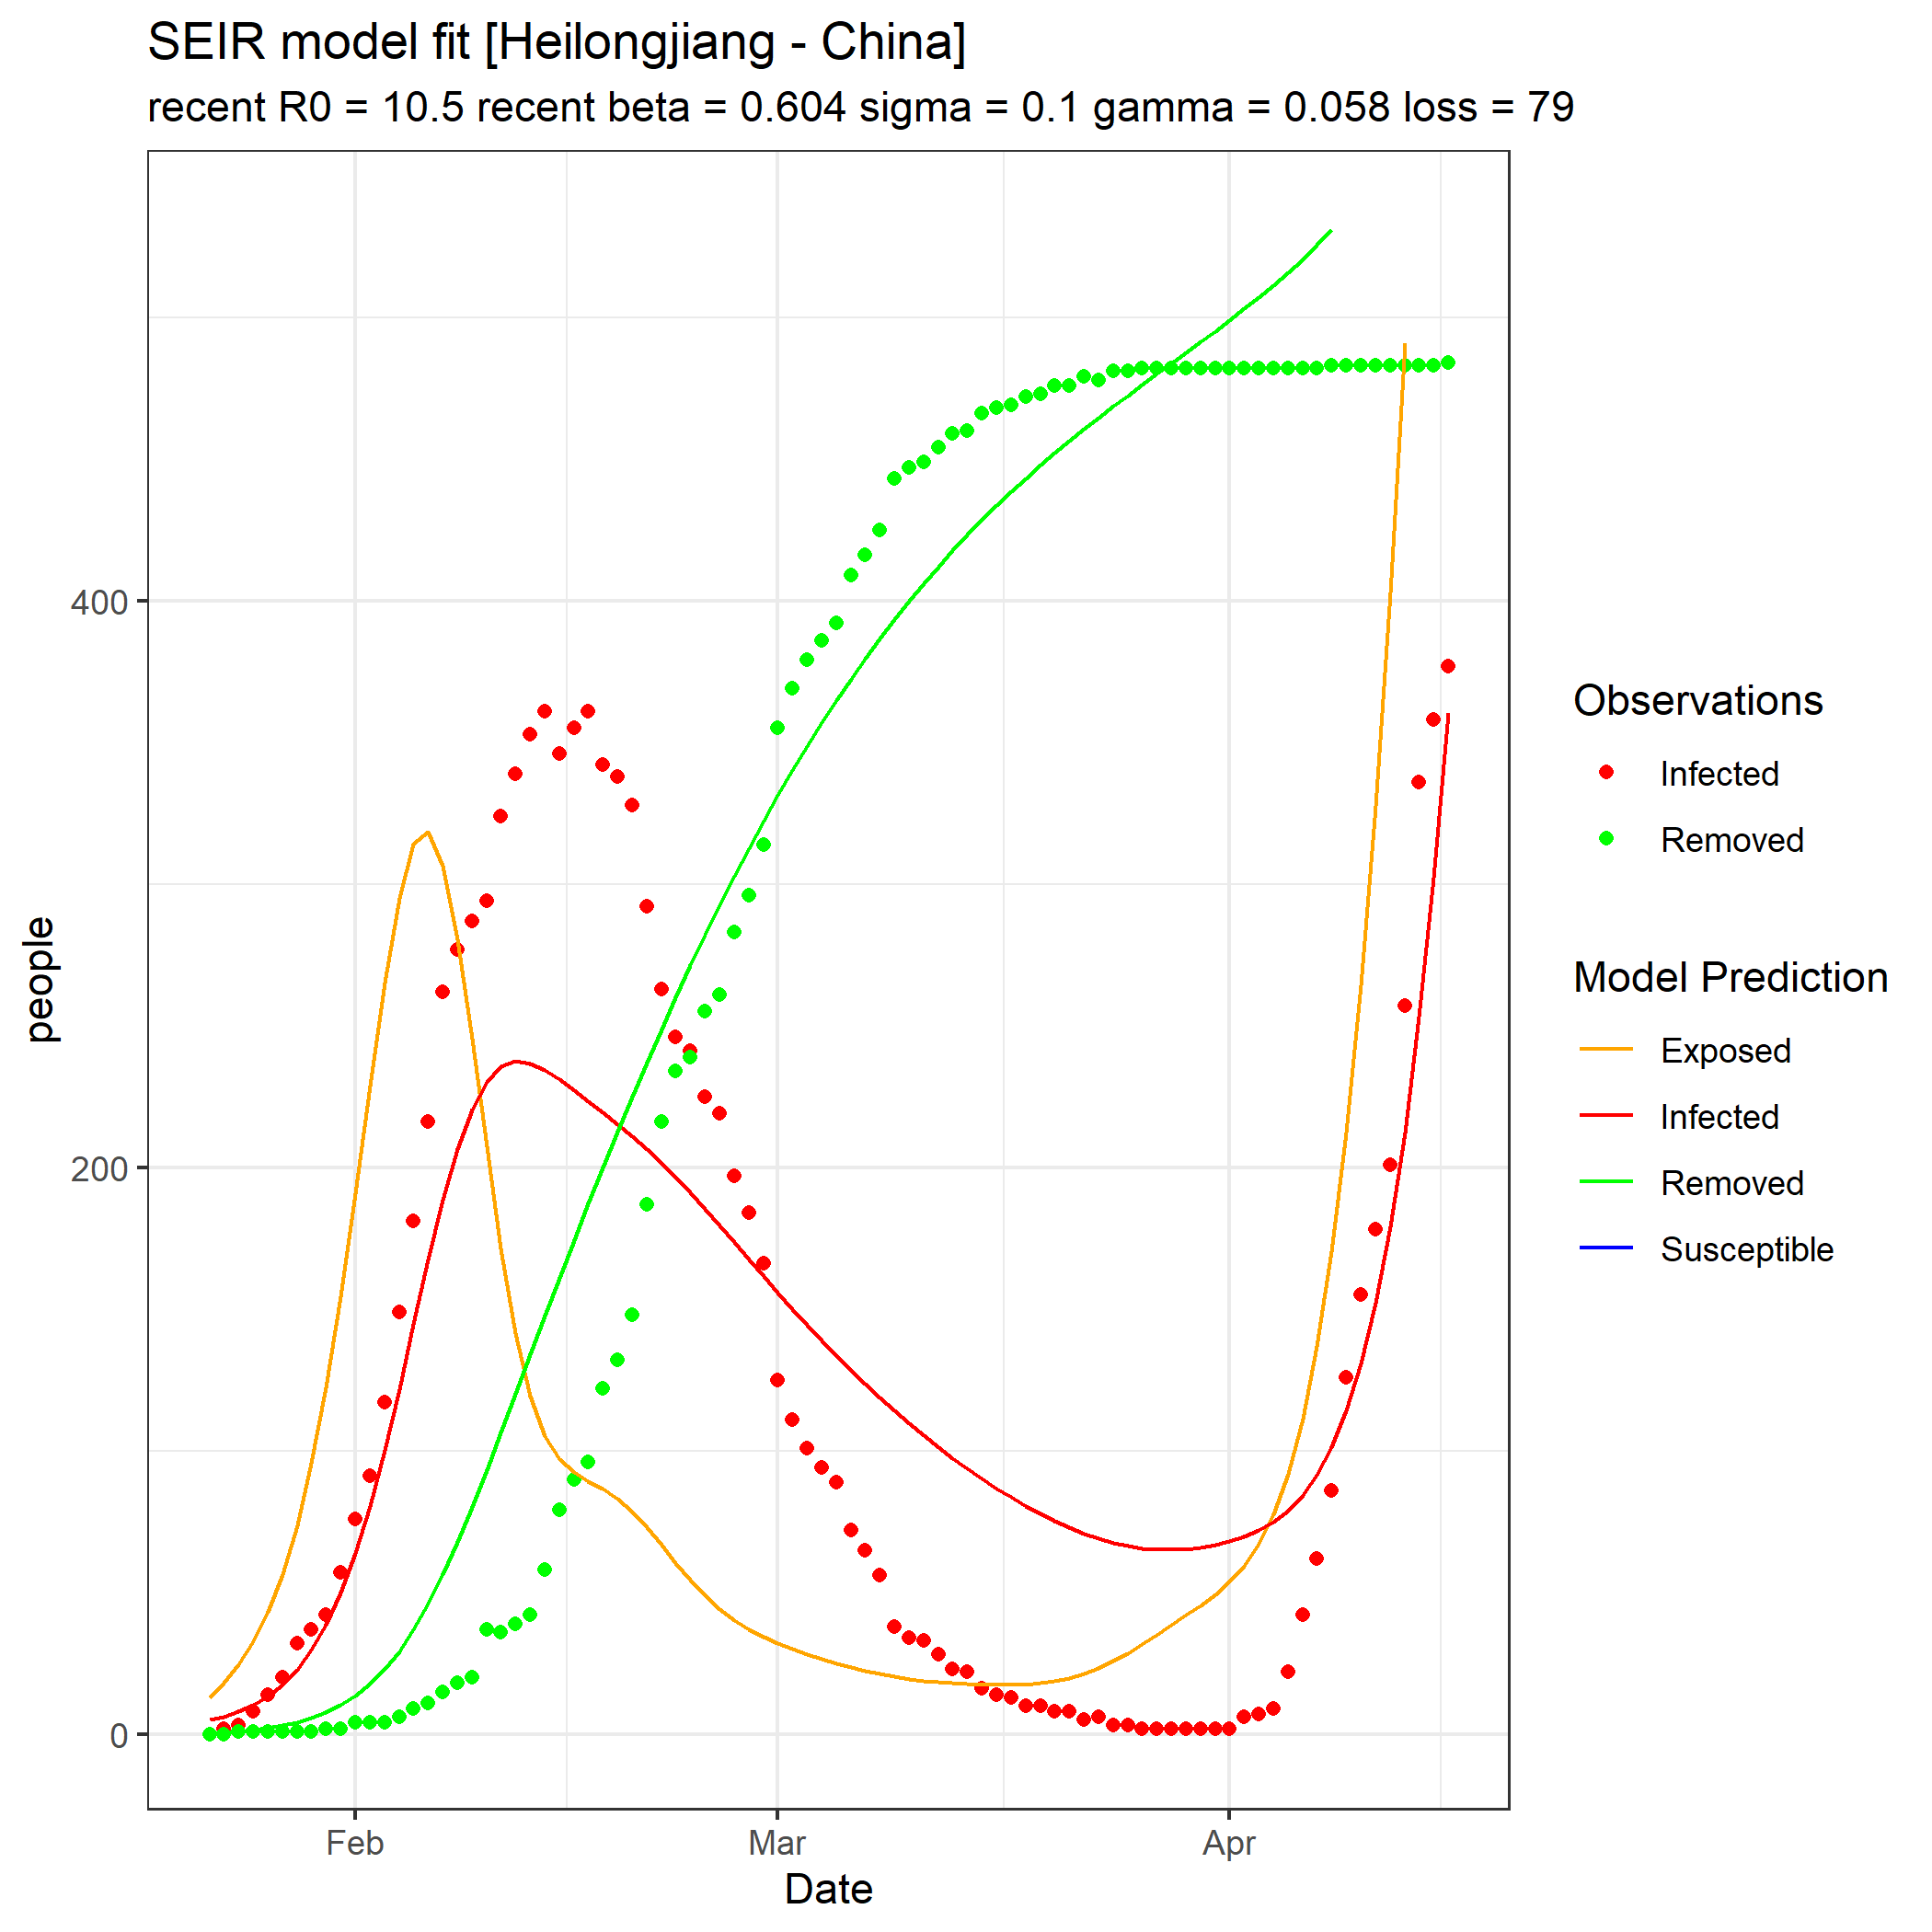 SEIR model fit [Heilongjiang - China]
recent R0 = 10.5 recent beta = 0.604 sigma = 0.1 gamma = 0.058 loss = 79
people
400
200
0
Feb
Mar
Apr
Date
Observations
Infected
Removed
Model Prediction
Exposed
Infected
Removed
Susceptible